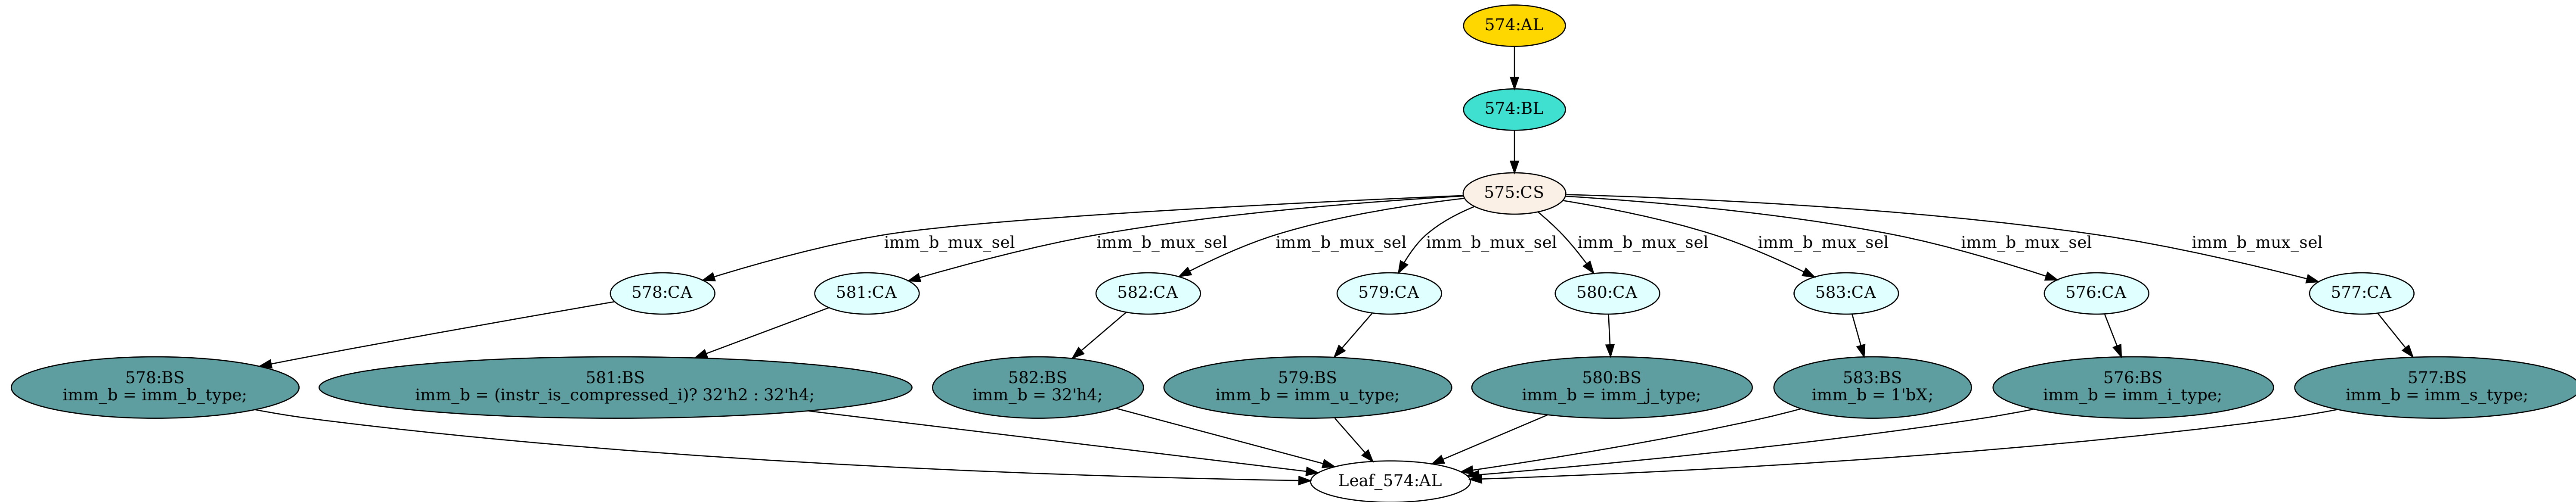 574:AL
574:BL
575:CS
imm_b_mux_sel
imm_b_mux_sel
imm_b_mux_sel
imm_b_mux_sel
imm_b_mux_sel
imm_b_mux_sel
imm_b_mux_sel
imm_b_mux_sel
578:CA
581:CA
582:CA
579:CA
580:CA
583:CA
576:CA
577:CA
578:BS
imm_b = imm_b_type;
581:BS
imm_b = (instr_is_compressed_i)? 32'h2 : 32'h4;
582:BS
imm_b = 32'h4;
579:BS
imm_b = imm_u_type;
580:BS
imm_b = imm_j_type;
583:BS
imm_b = 1'bX;
576:BS
imm_b = imm_i_type;
577:BS
imm_b = imm_s_type;
Leaf_574:AL